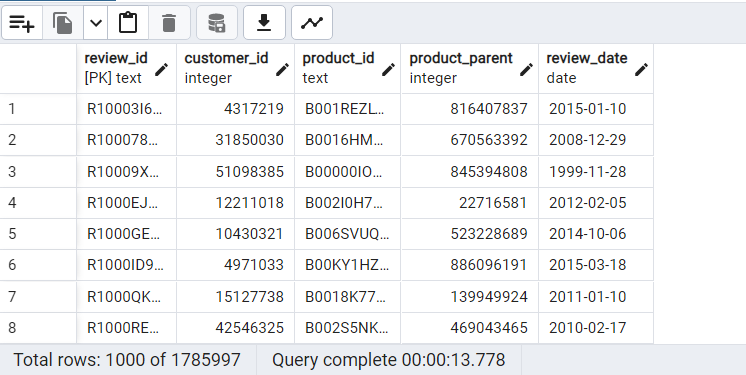 review_id customer_id product_id product_parent review_date
[PK] text integer text integer date
1 R10003I6... 4317219 B001REZL... 816407837 2015-01-10
2 R100078... 31850030 B0016HM... 670563392 2008-12-29
3 R10009X... 51098385 B00000IO... 845394808 1999-11-28
4 R1000EJ... 12211018 B002I0H7... 22716581 2012-02-05
5 R1000GE... 10430321 B006SVUQ... 523228689 2014-10-06
6 R1000ID9... 4971033 B00KY1HZ... 886096191 2015-03-18
7 R1000QK... 15127738 B0018K77... 139949924 2011-01-10
8 R1000RE... 42546325 B002S5NK... 469043465 2010-02-17
Total rows: 1000 of 1785997 Query complete 00:00:13.778